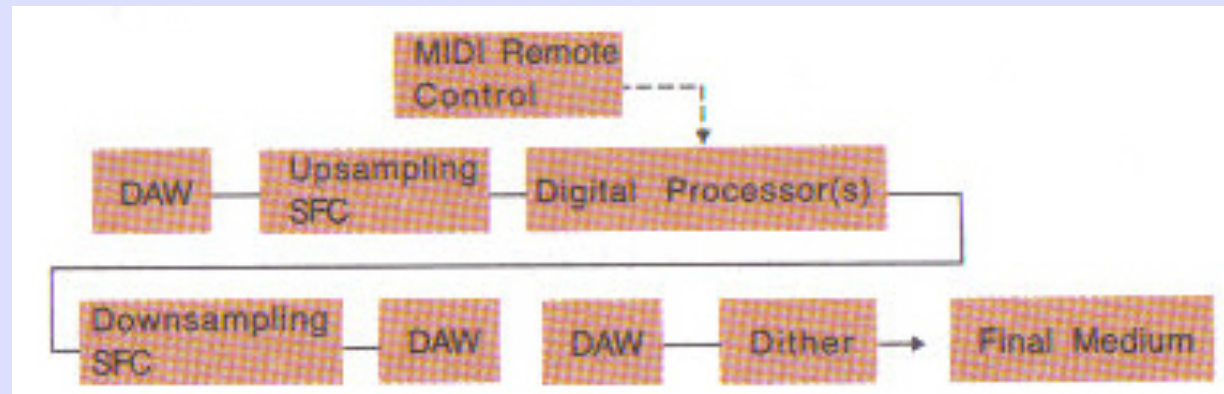 MIDI Remote
Control
DAW
Upsampling
SFC
Digital Processor(s)
Downsampling
SFC
DAW
DAW
Dither
Final Medium